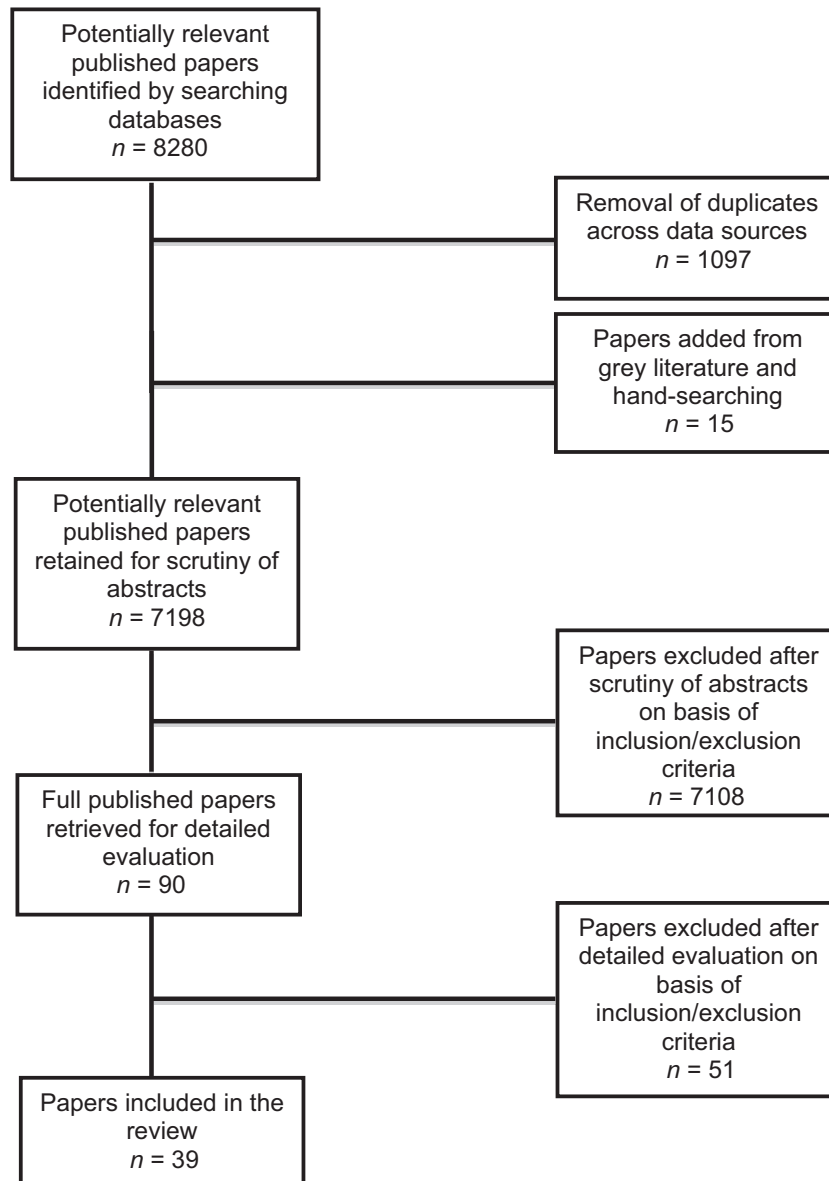 Potentially relevant
published papers
identified by searching
databases
n = 8280
Removal of duplicates
across data sources
n = 1097
Papers added from
grey literature and
hand-searching
n = 15
Potentially relevant
published papers
retained for scrutiny of
abstracts
n = 7198
Papers excluded after
scrutiny of abstracts
on basis of
inclusion/exclusion
criteria
n = 7108
Full published papers
retrieved for detailed
evaluation
n = 90
Papers excluded after
detailed evaluation on
basis of
inclusion/exclusion
criteria
n = 51
Papers included in the
review
n = 39